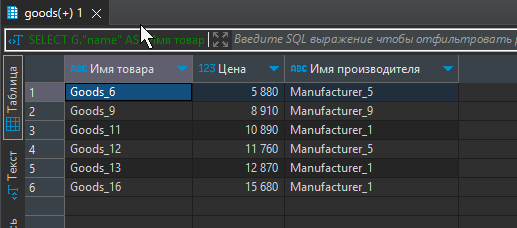 goods(+) 1
SELECT G."name" AS Имя товар Введите SQL выражение чтобы отфильтровать
Таблица
Текст
Имя товара Цена Имя производителя
1 Goods_6 5 880 Manufacturer_5
2 Goods_9 8 910 Manufacturer_9
3 Goods_11 10 890 Manufacturer_1
4 Goods_12 11 760 Manufacturer_5
5 Goods_13 12 870 Manufacturer_1
6 Goods_16 15 680 Manufacturer_1